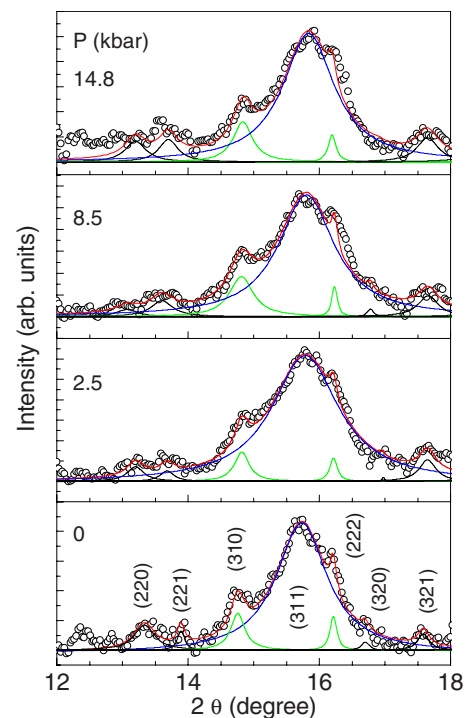 P (kbar)
14.8
8.5
2.5
0
(220)
(221)
(310)
(311)
(222)
(320)
(321)
Intensity (arb. units)
12 14 16 18
2 θ (degree)